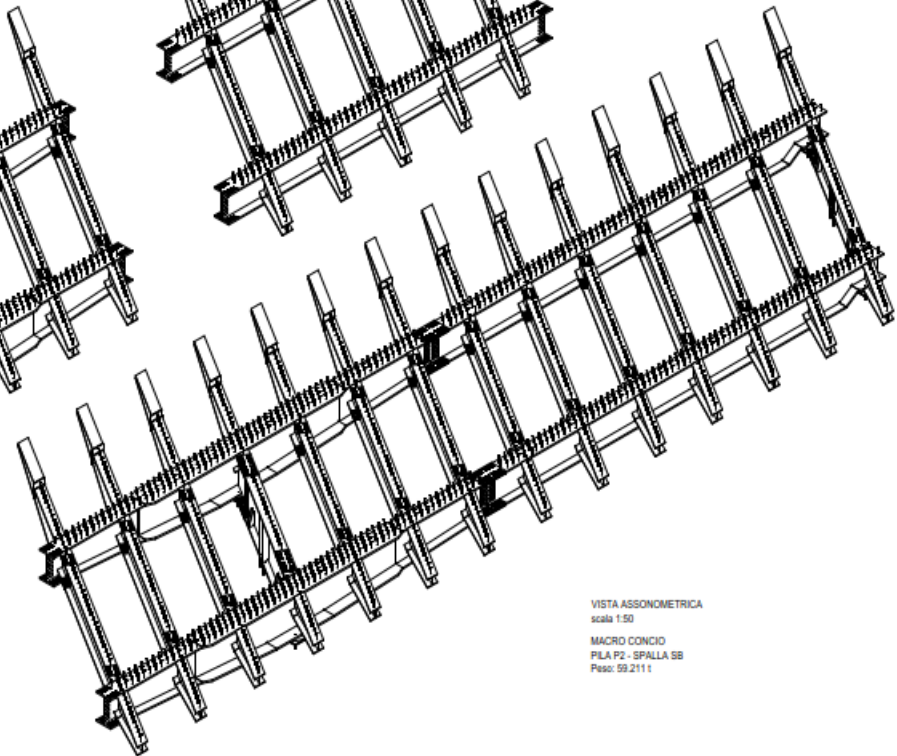 VISTA ASSONOMETRICA
scala 1:50
MACRO CONCIO
PILA P2 - SPALLA SB
Peso: 59.211 t